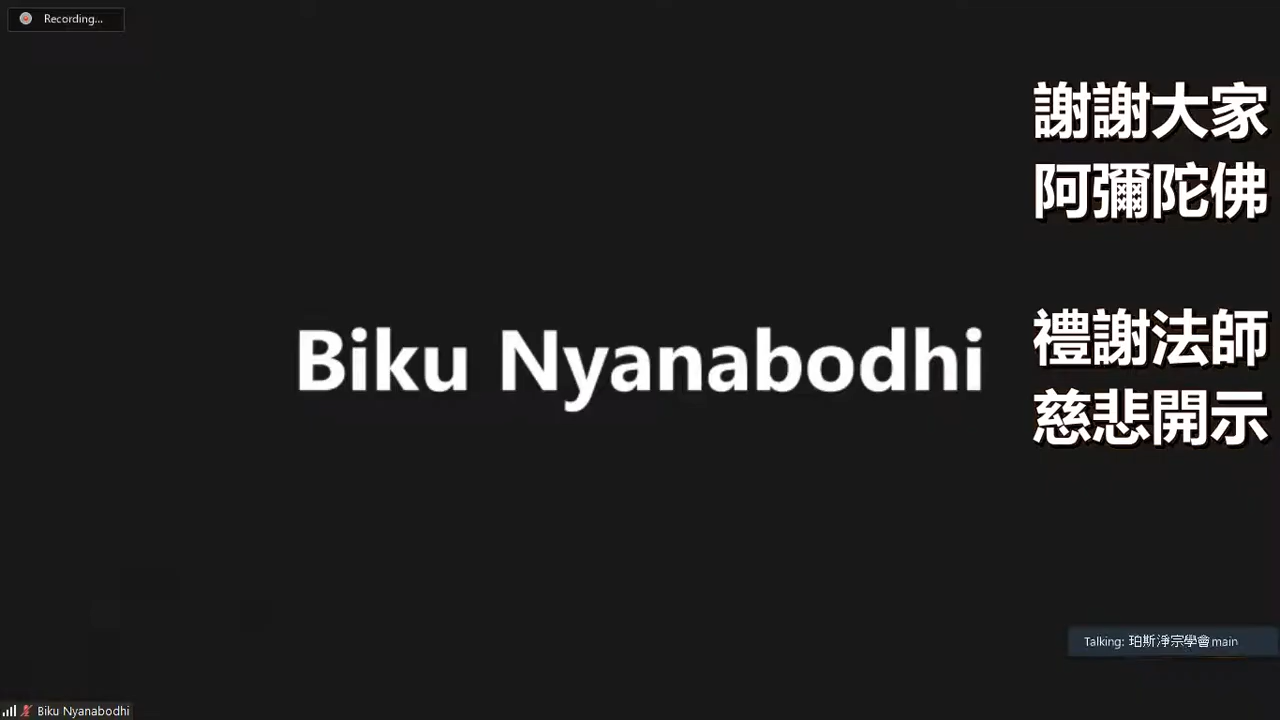 Recording...
謝謝大家
阿彌陀佛
Biku Nyanabodhi
禮謝法師
慈悲開示
Talking: 珀斯淨宗學會main
Biku Nyanabodhi